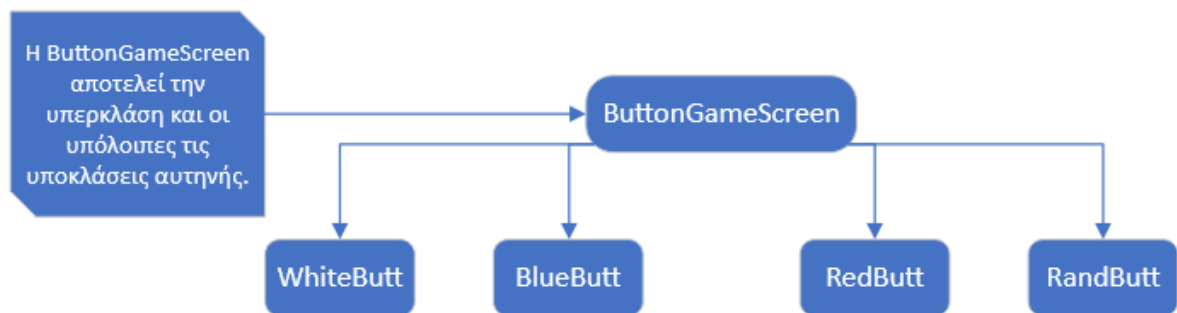 Η ButtonGameScreen
αποτελεί την
υπερκλάση και οι
υπόλοιπες τις
υποκλάσεις αυτηνής.
ButtonGameScreen
WhiteButt
BlueButt
RedButt
RandButt